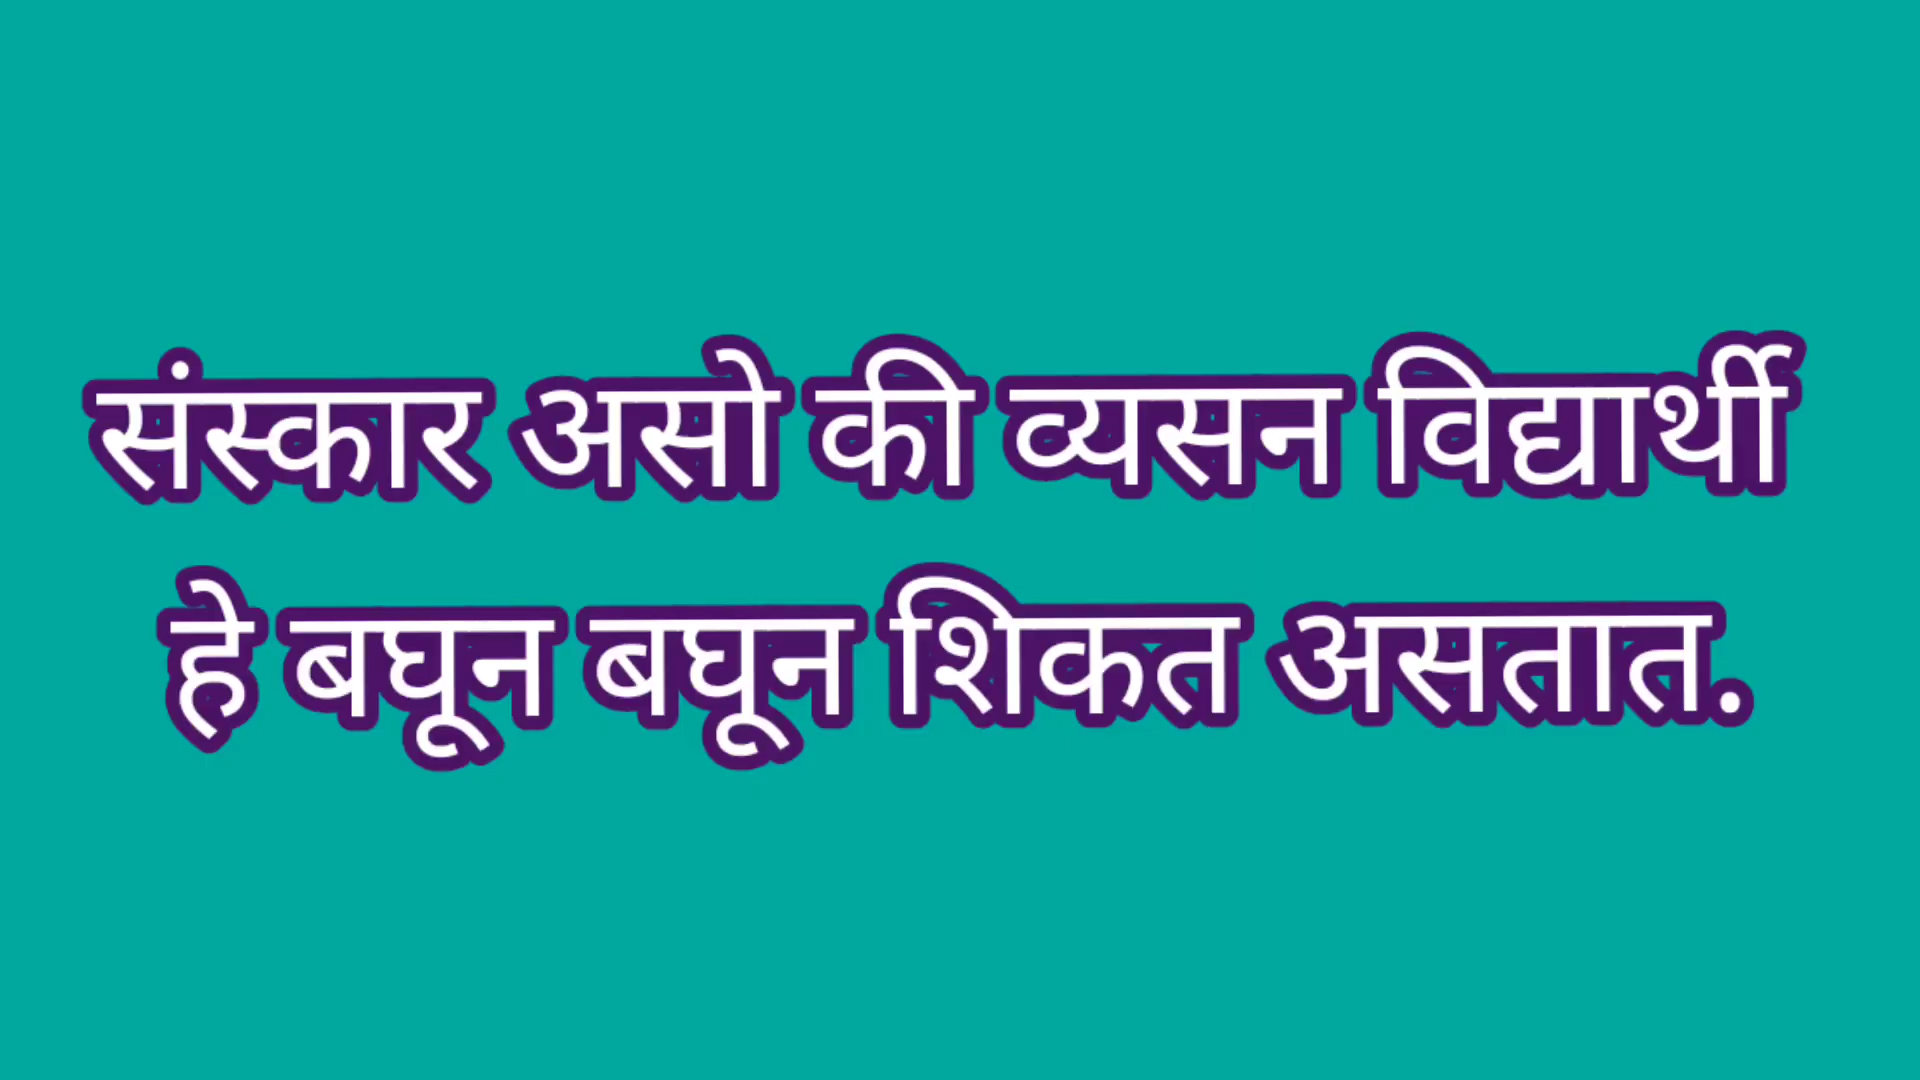 संस्कार असो की व्यसन विद्यार्थी
हे बघून बघून शिकत असतात.